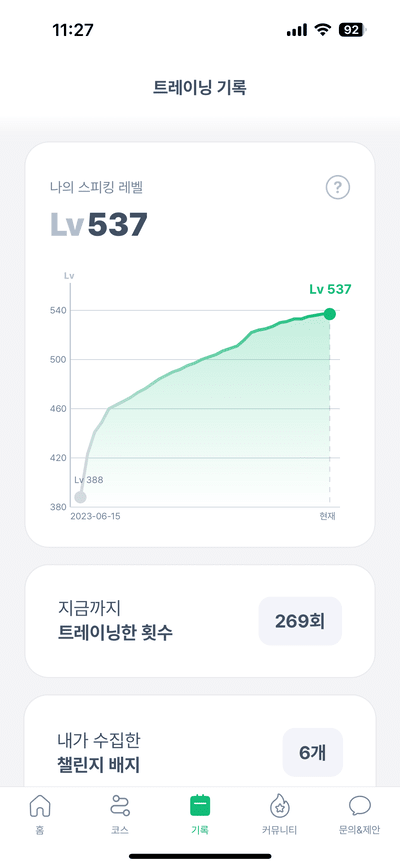 11:27
92
트레이닝 기록
나의 스피킹 레벨
?
Lv 537
Lv
Lv 537
540
500
460
420
Lv 388
380
2023-06-15
현재
지금까지
트레이닝한 횟수
269회
내가 수집한
챌린지 배지
6개
홈
코스
기록
커뮤니티
문의&제안